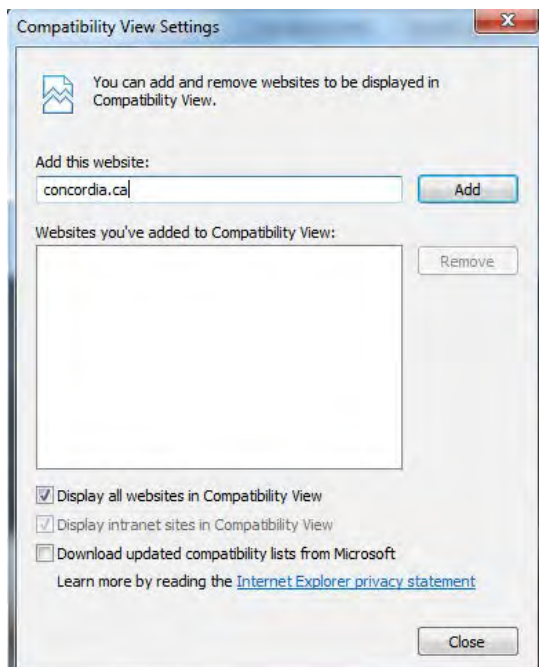 Compatibility View Settings
You can add and remove websites to be displayed in
Compatibility View.
Add this website:
concordia.ca
Add
Websites you've added to Compatibility View:
Remove
Display all websites in Compatibility View
Display intranet sites in Compatibility View
Download updated compatibility lists from Microsoft
Learn more by reading the Internet Explorer privacy statement
Close